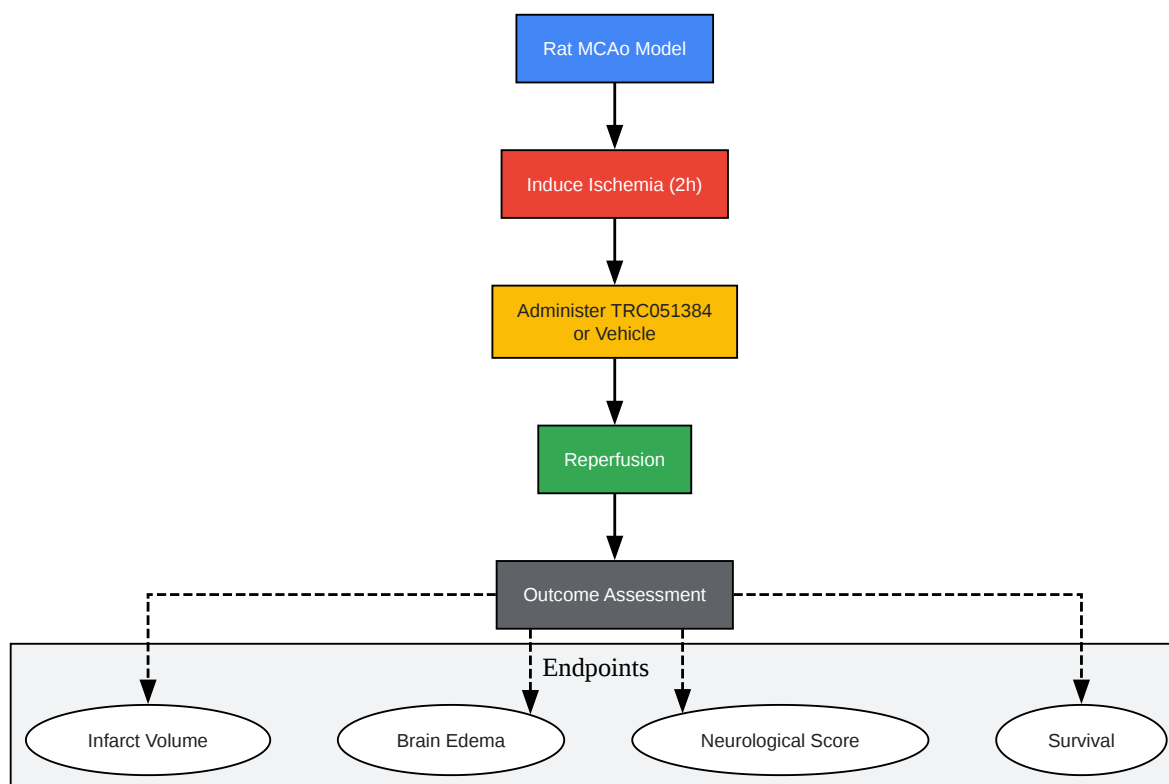 Rat MCAo Model
Induce Ischemia (2h)
Administer TRC051384
or Vehicle
Reperfusion
Outcome Assessment
Endpoints
Infarct Volume
Brain Edema
Neurological Score
Survival